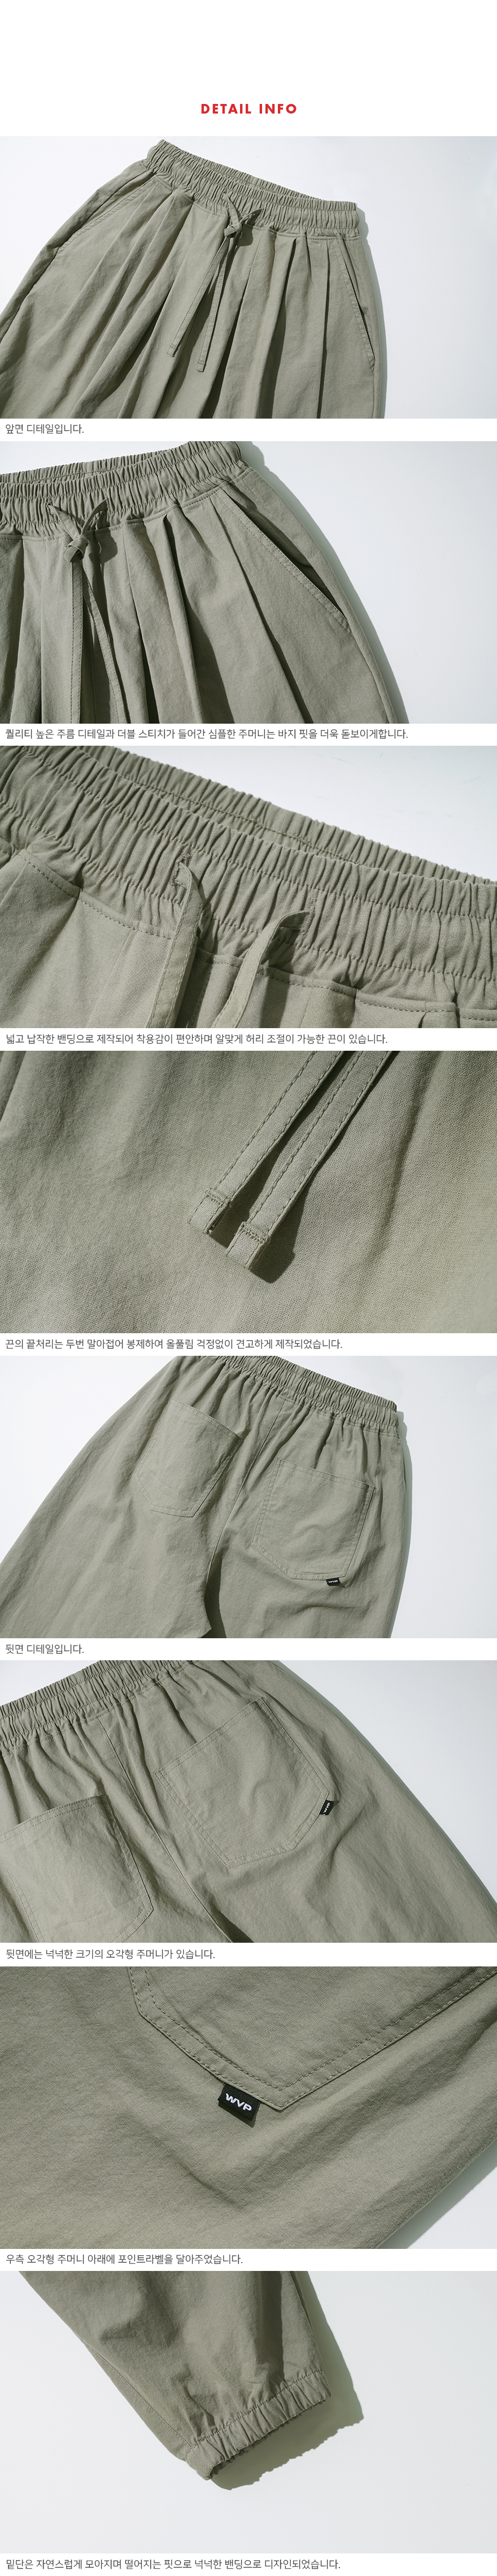 DETAIL INFO
앞면 디테일입니다.
퀄리티 높은 주름 디테일과 더블 스티치가 들어간 심플한 주머니는 바지 핏을 더욱 돋보이게합니다.
넓고 납작한 밴딩으로 제작되어 착용감이 편안하며 알맞게 허리 조절이 가능한 끈이 있습니다.
끈의 끝처리는 두번 말아접어 봉제하며 올풀림 걱정없이 견고하게 제작되었습니다.
뒷면 디테일입니다.
뒷면에는 넉넉한 크기의 오각형 주머니가 있습니다.
WVP
우측 오각형 주머니 아래에 포인트라벨을 달아주었습니다.
밑단은 자연스럽게 모아지며 떨어지는 핏으로 넉넉한 밴딩으로 디자인되었습니다.